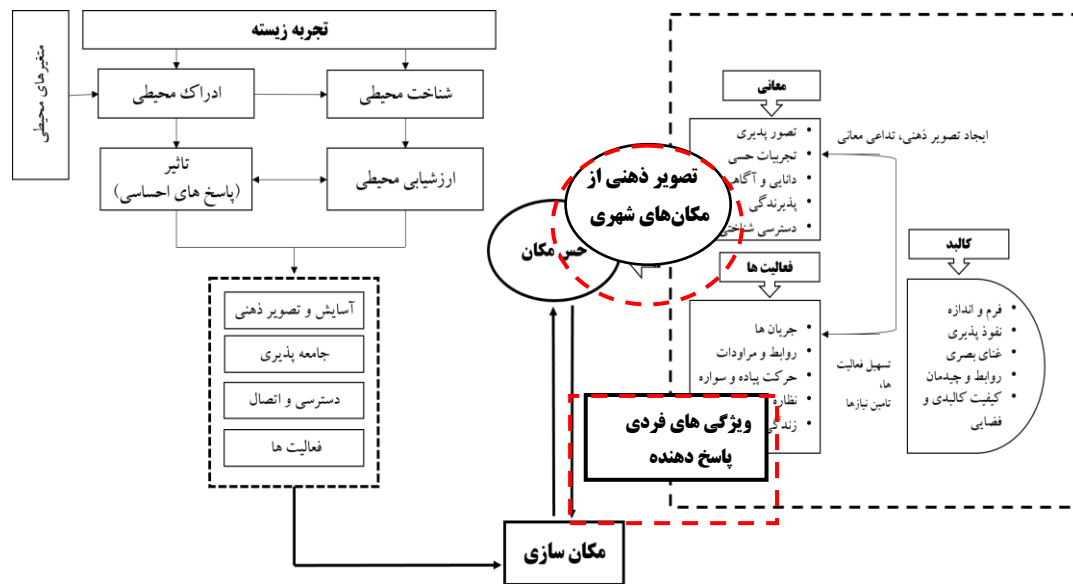 تجربه زیسته
متغیرهای محیطی
ادراک محیطی
شناخت محیطی
تاثیر
(پاسخ های احساسی)
ارزشیابی محیطی
آسایش و تصویر ذهنی
جامعه پذیری
دسترسی و اتصال
فعالیت ها
مکان سازی
حس مکان
تصویر ذهنی از
مکان‌های شهری
ویژگی های فردی
پاسخ دهنده
معانی
• تصور پذیری
• تجربیات حسی
• دانایی و آگاهی
• پذیرندگی
• دسترسی شناختی
ایجاد تصویر ذهنی، تداعی معانی
فعالیت ها
• جریان ها
• روابط و مراودات
• حرکت پیاده و سواره
• نظاره
• زندگی
تسهیل فعالیت
ها،
تامین نیازها
کالبد
• فرم و اندازه
• نفوذ پذیری
• غنای بصری
• روابط و چیدمان
• کیفیت کالبدی و
فضایی